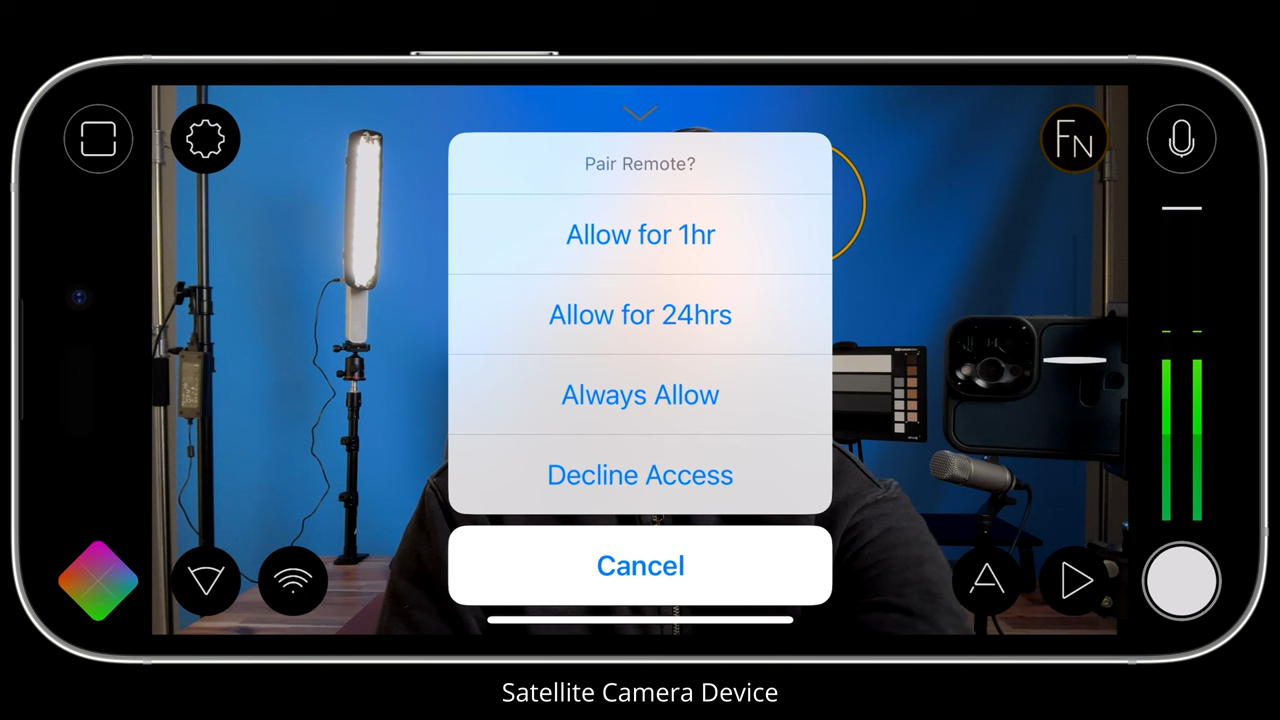 FN
Pair Remote?
Allow for 1hr
Allow for 24hrs
Always Allow
Decline Access
Cancel
A
Satellite Camera Device